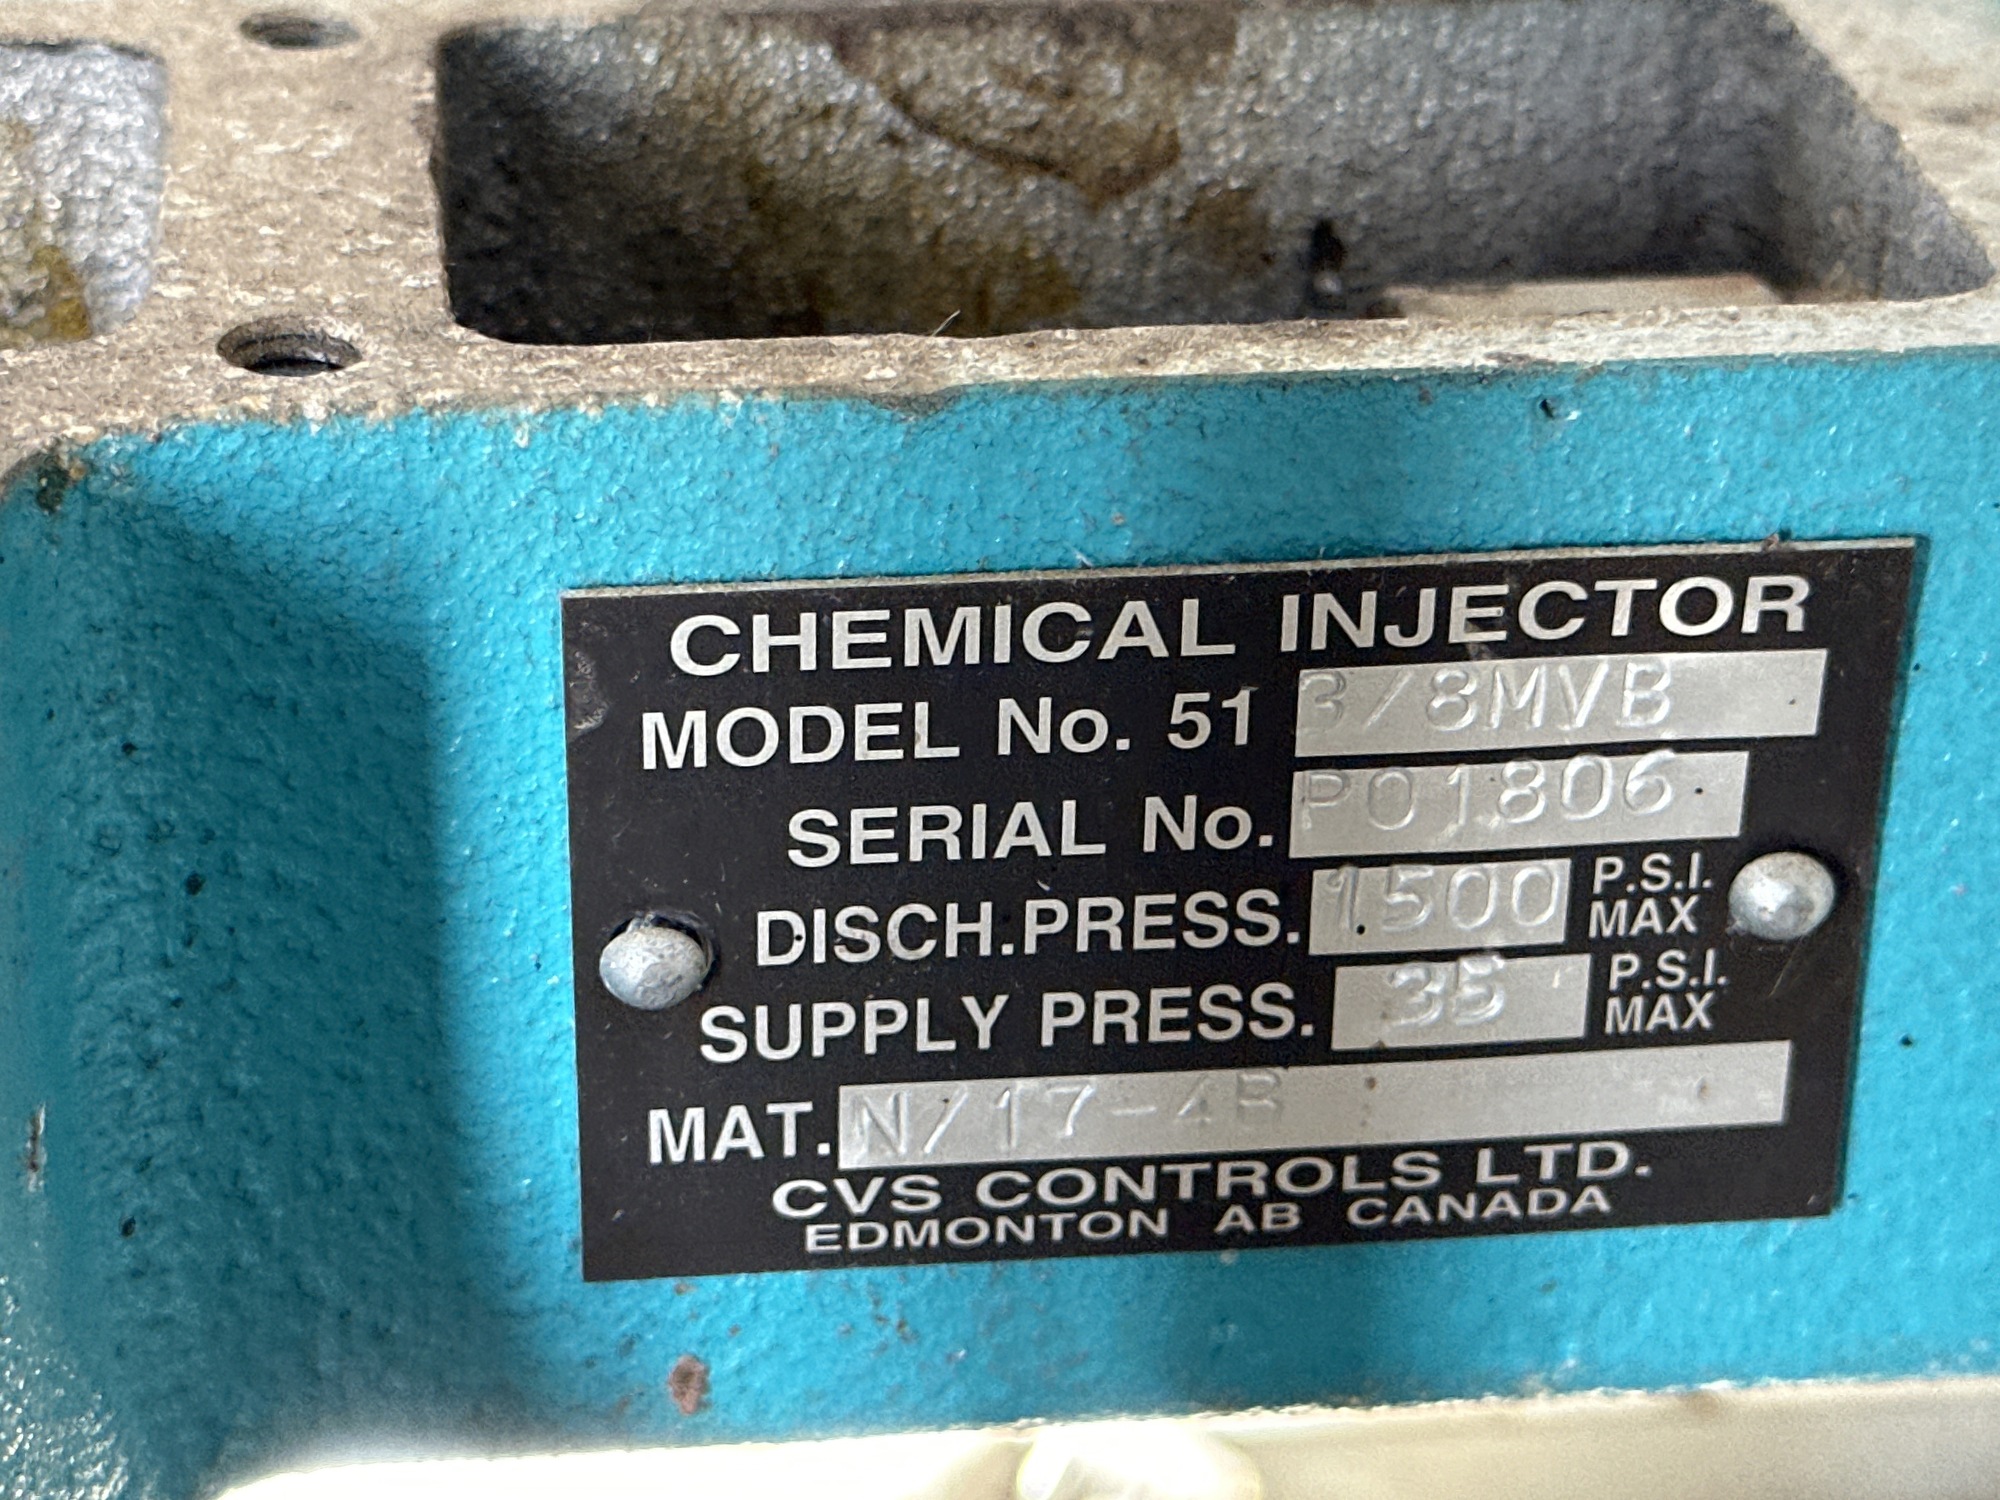 CHEMICAL INJECTOR
MODEL No. 51 3/8MVB
SERIAL No. P01806
DISCH.PRESS. 1500 P.S.I. MAX
SUPPLY PRESS. 35 P.S.I. MAX
MAT. N/17-4B
CVS CONTROLS LTD.
EDMONTON AB CANADA